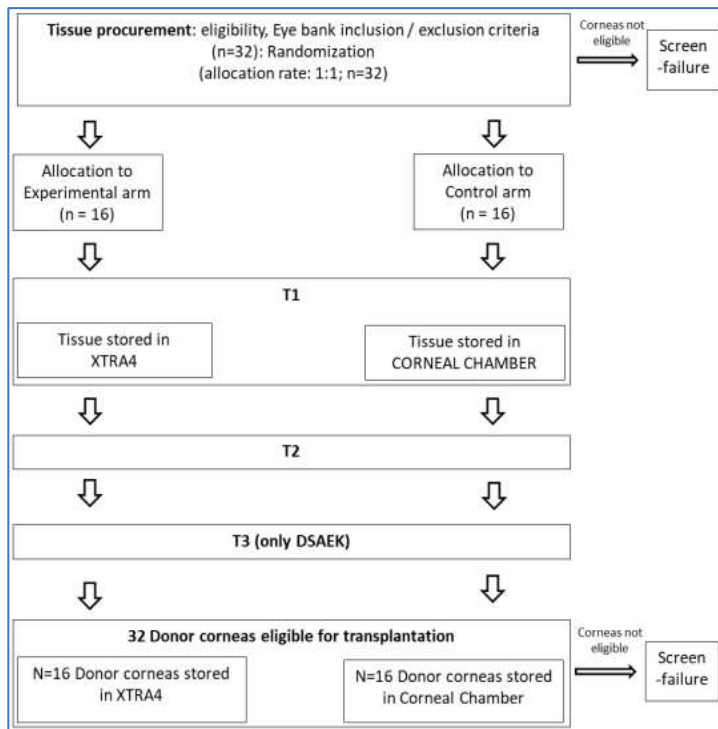 Tissue procurement: eligibility, Eye bank inclusion / exclusion criteria
(n=32): Randomization
(allocation rate: 1:1; n=32)
Corneas not
eligible
Screen
-failure
Allocation to
Experimental arm
(n = 16)
Allocation to
Control arm
(n = 16)
T1
Tissue stored in
XTRA4
Tissue stored in
CORNEAL CHAMBER
T2
T3 (only DSAEK)
32 Donor corneas eligible for transplantation
N=16 Donor corneas stored
in XTRA4
N=16 Donor corneas stored
in Corneal Chamber
Corneas not
eligible
Screen
-failure